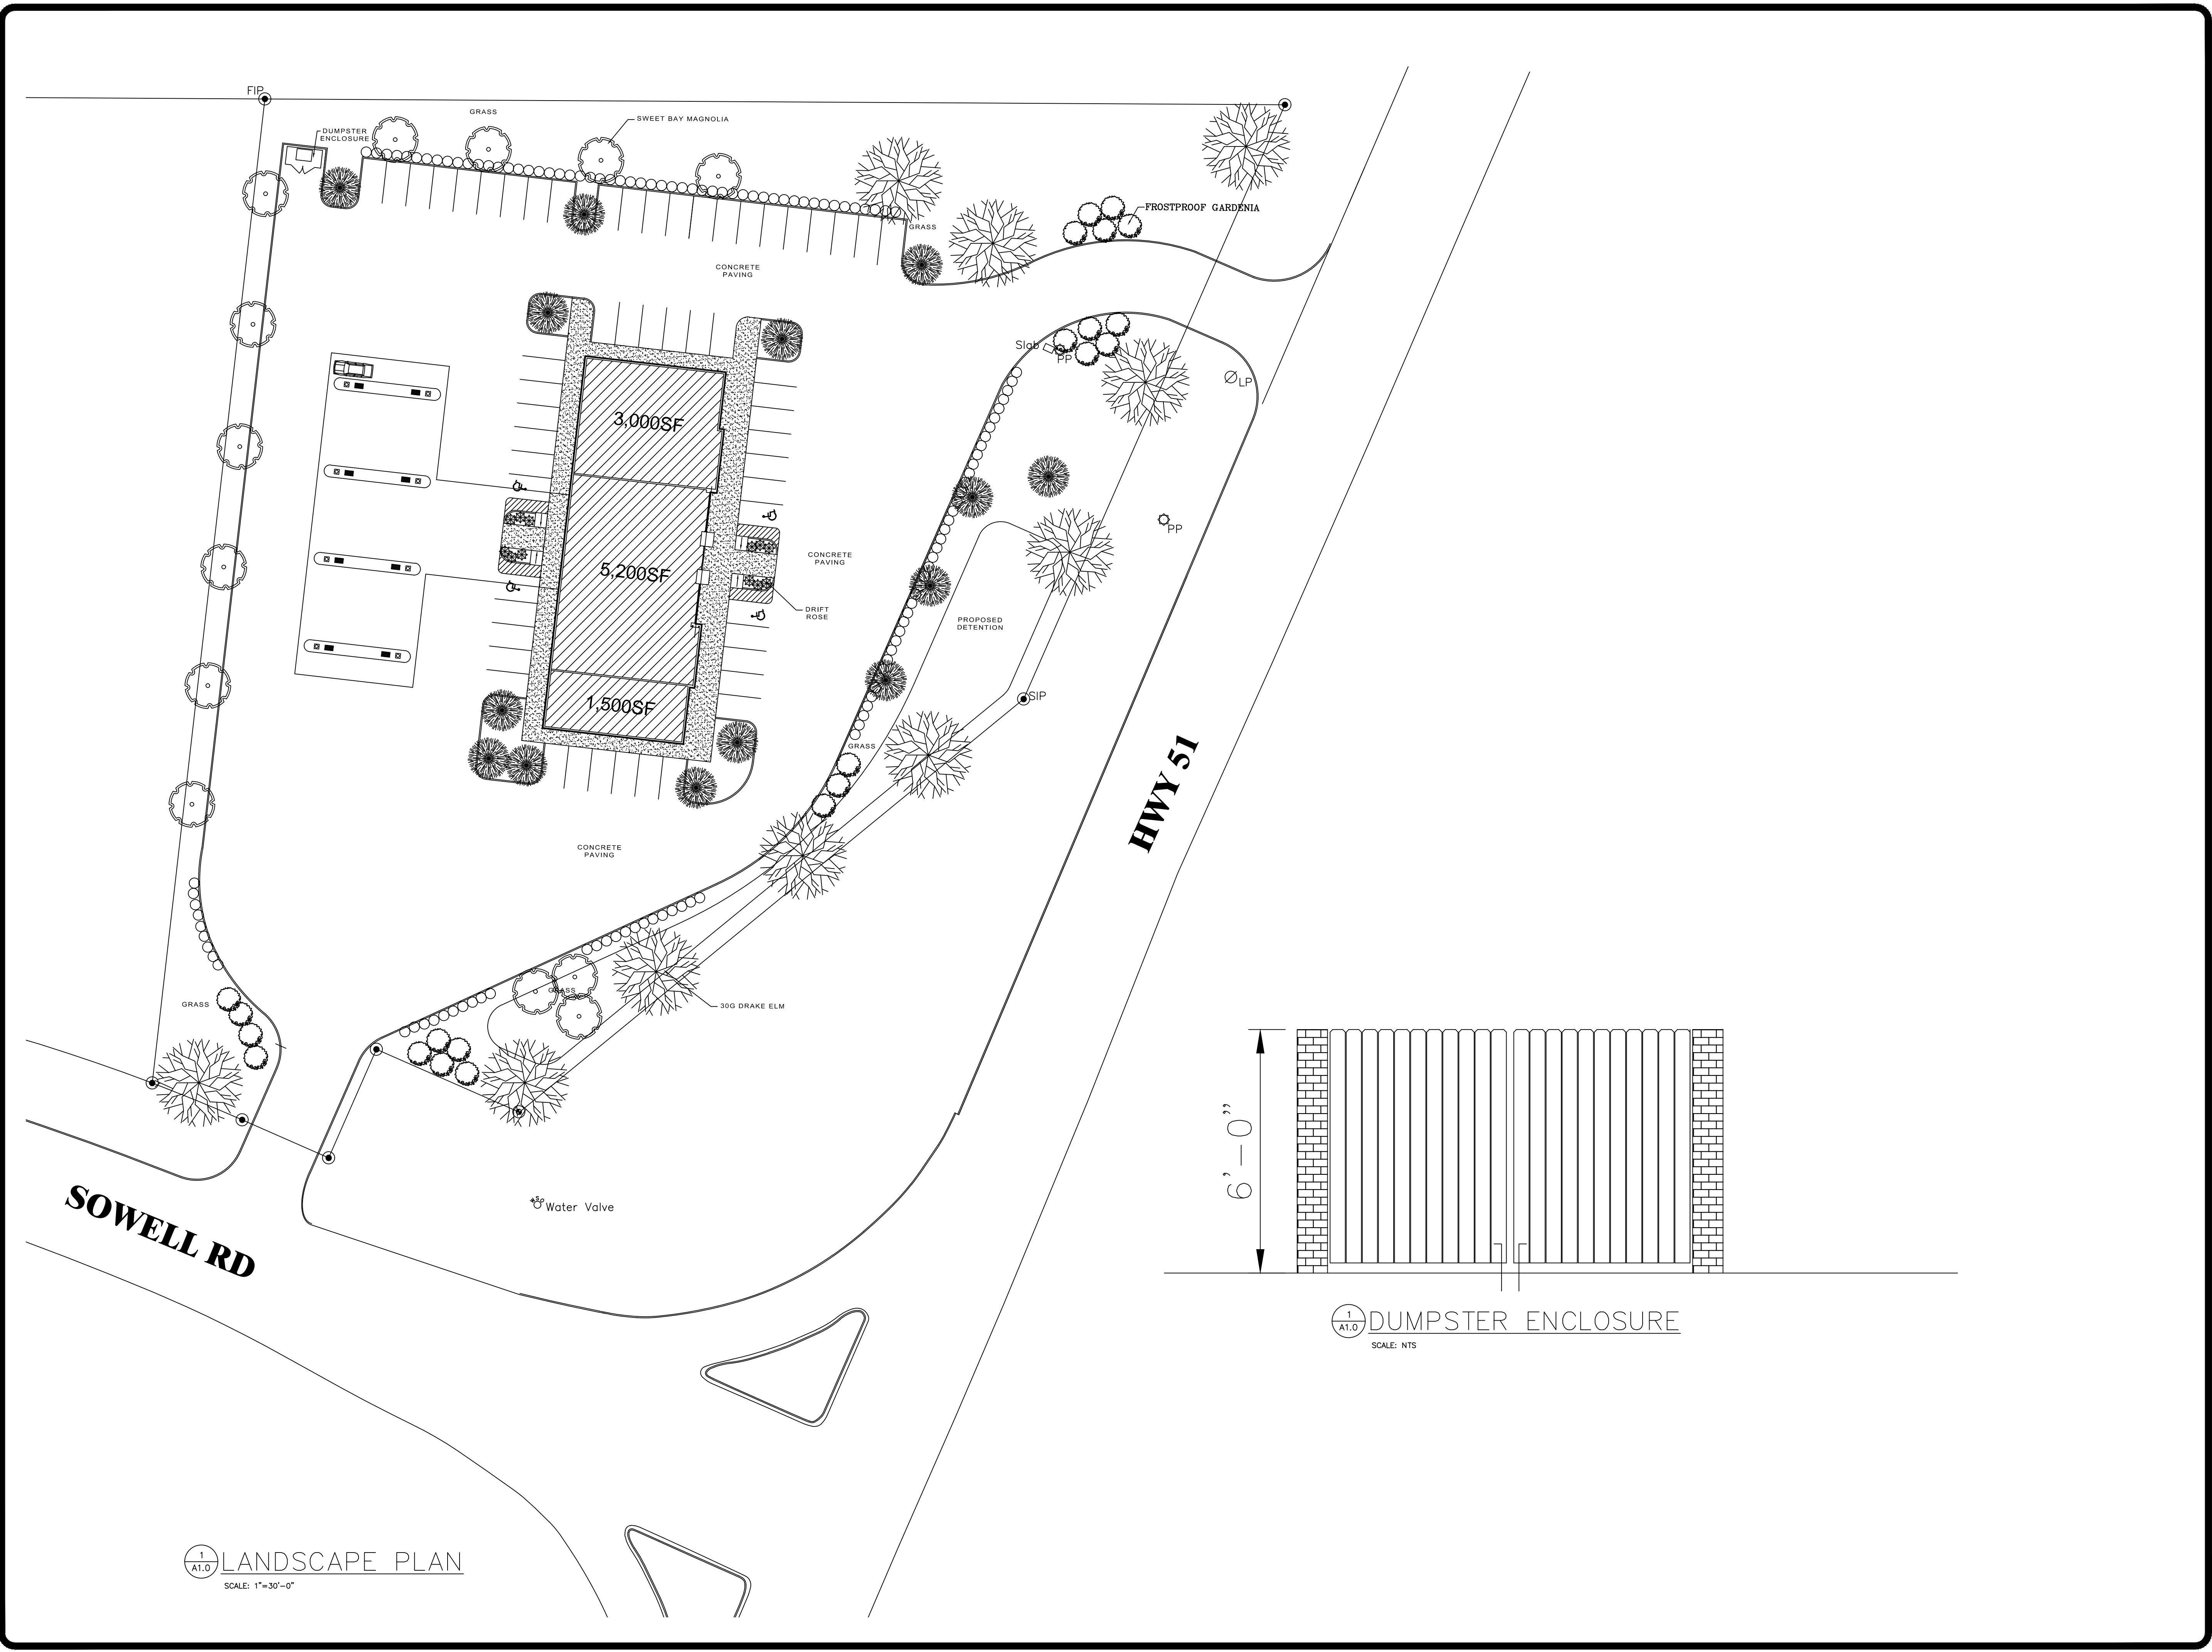 FIP
GRASS
SWEET BAY MAGNOLIA
DUMPSTER
ENCLOSURE
FROSTPROOF GARDENIA
GRASS
CONCRETE
PAVING
Slab
PP
LP
3,000SF
PP
CONCRETE
PAVING
5,200SF
DRIFT
ROSE
PROPOSED
DETENTION
SIP
1,500SF
GRASS
HWY 51
CONCRETE
PAVING
GRASS
GRASS
30G DRAKE ELM
Water Valve
SOWELL RD
6'-0"
1
A1.0
DUMPSTER ENCLOSURE
SCALE: NTS
1
A1.0
LANDSCAPE PLAN
SCALE: 1"=30'-0"